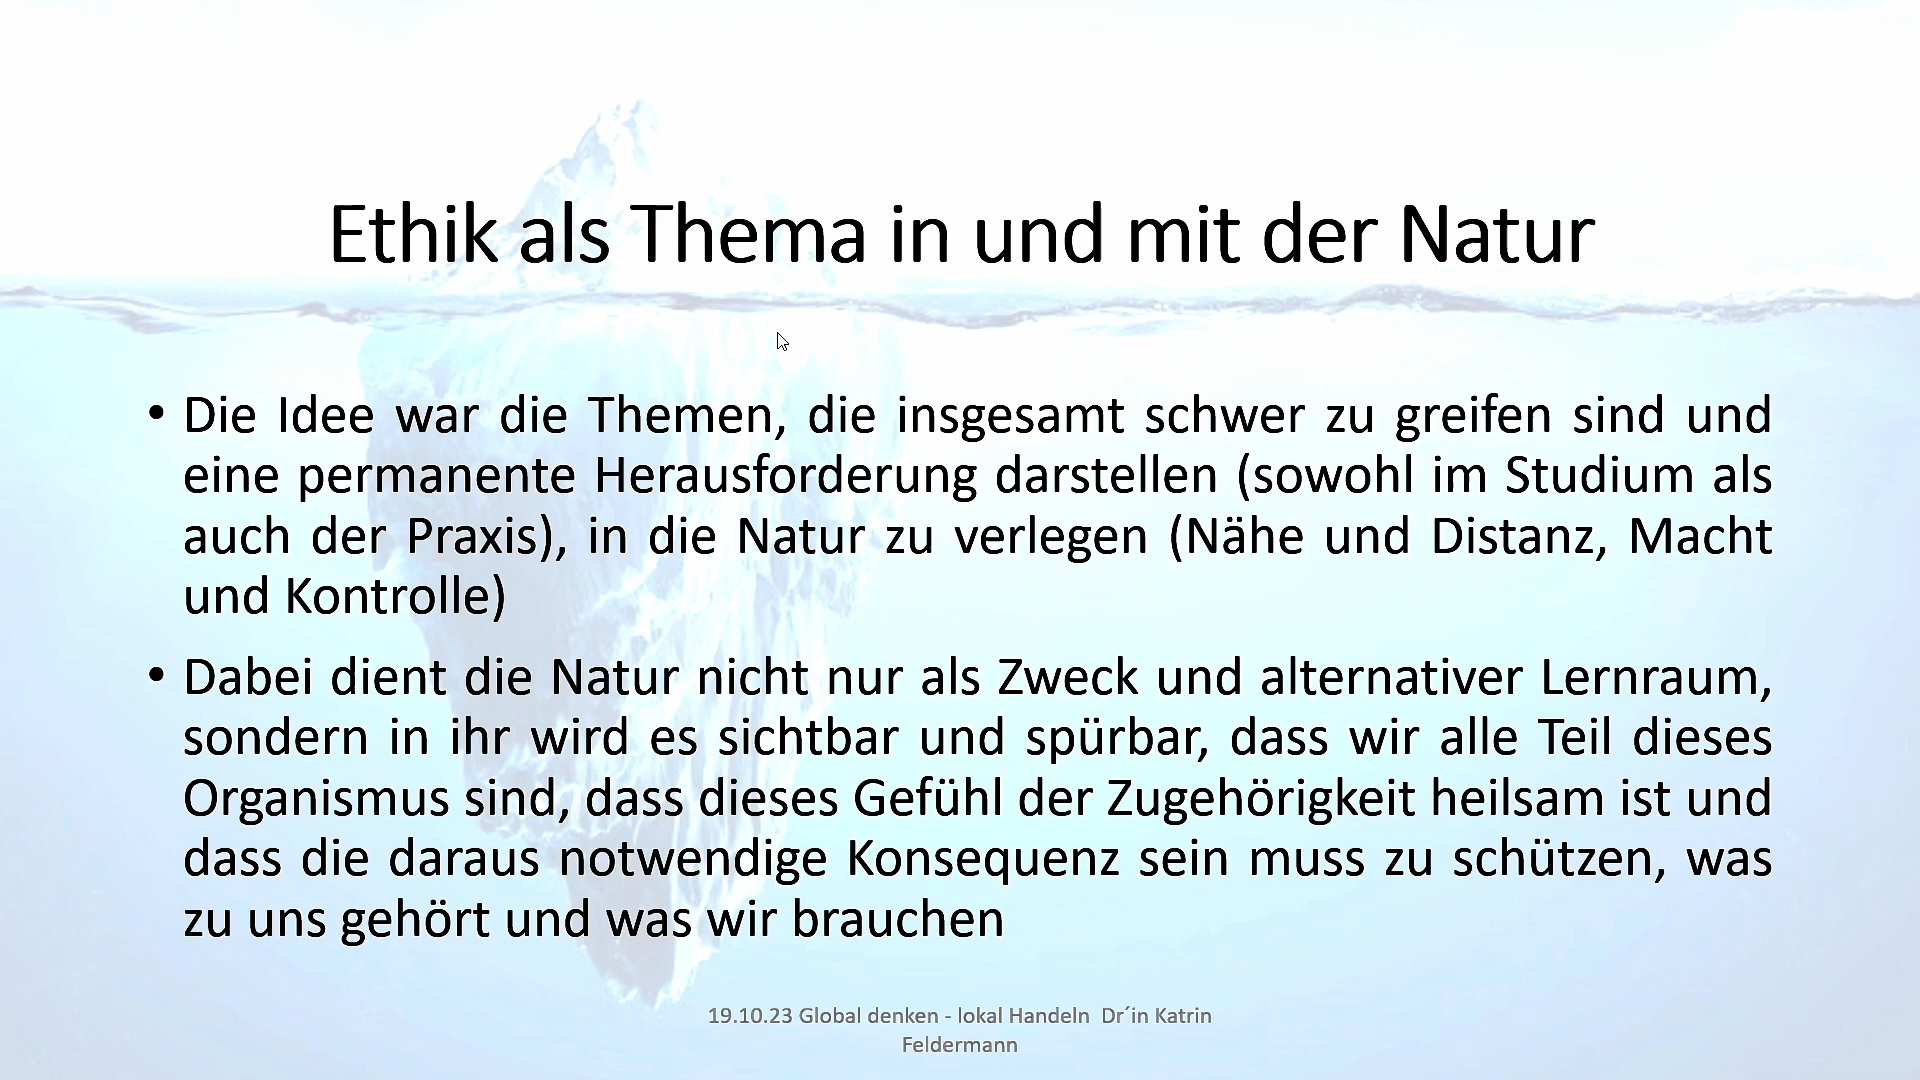 Ethik als Thema in und mit der Natur
• Die Idee war die Themen, die insgesamt schwer zu greifen sind und
eine permanente Herausforderung darstellen (sowohl im Studium als
auch der Praxis), in die Natur zu verlegen (Nähe und Distanz, Macht
und Kontrolle)
• Dabei dient die Natur nicht nur als Zweck und alternativer Lernraum,
sondern in ihr wird es sichtbar und spürbar, dass wir alle Teil dieses
Organismus sind, dass dieses Gefühl der Zugehörigkeit heilsam ist und
dass die daraus notwendige Konsequenz sein muss zu schützen, was
zu uns gehört und was wir brauchen
19.10.23 Global denken - lokal Handeln  Dr´in Katrin
Feldermann